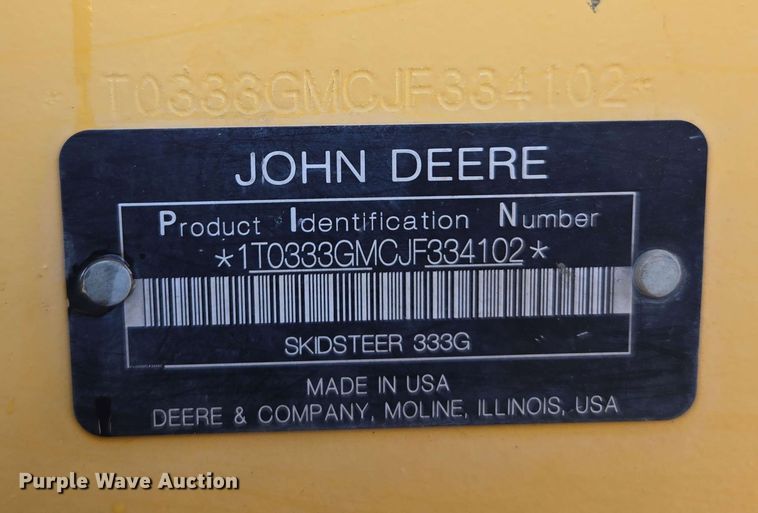 * T0333GMCJF334102*
JOHN DEERE
Product Identification Number
*1T0333GMCJF334102*
SKIDSTEER 333G
MADE IN USA
DEERE & COMPANY, MOLINE, ILLINOIS, USA
Purple Wave Auction